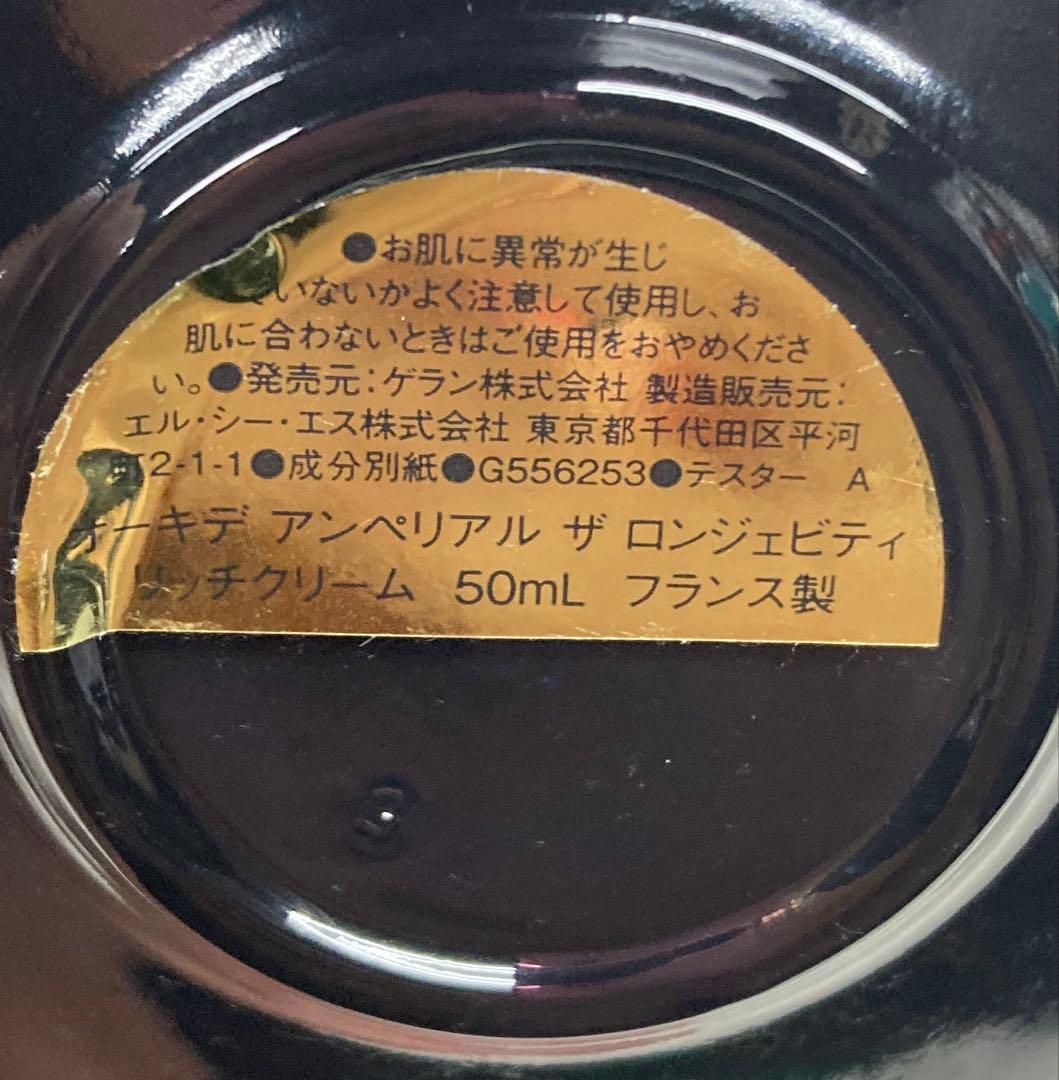 ●お肌に異常が生じ
いないかよく注意して使用し、お
肌に合わないときはご使用をおやめくださ
い。●発売元:ゲラン株式会社 製造販売元:
エル・シー・エス株式会社 東京都千代田区平河
町2-1-1●成分別紙●G556253●テスター A
オーキデ アンペリアル ザ ロンジェビティ
リッチクリーム 50mL フランス製